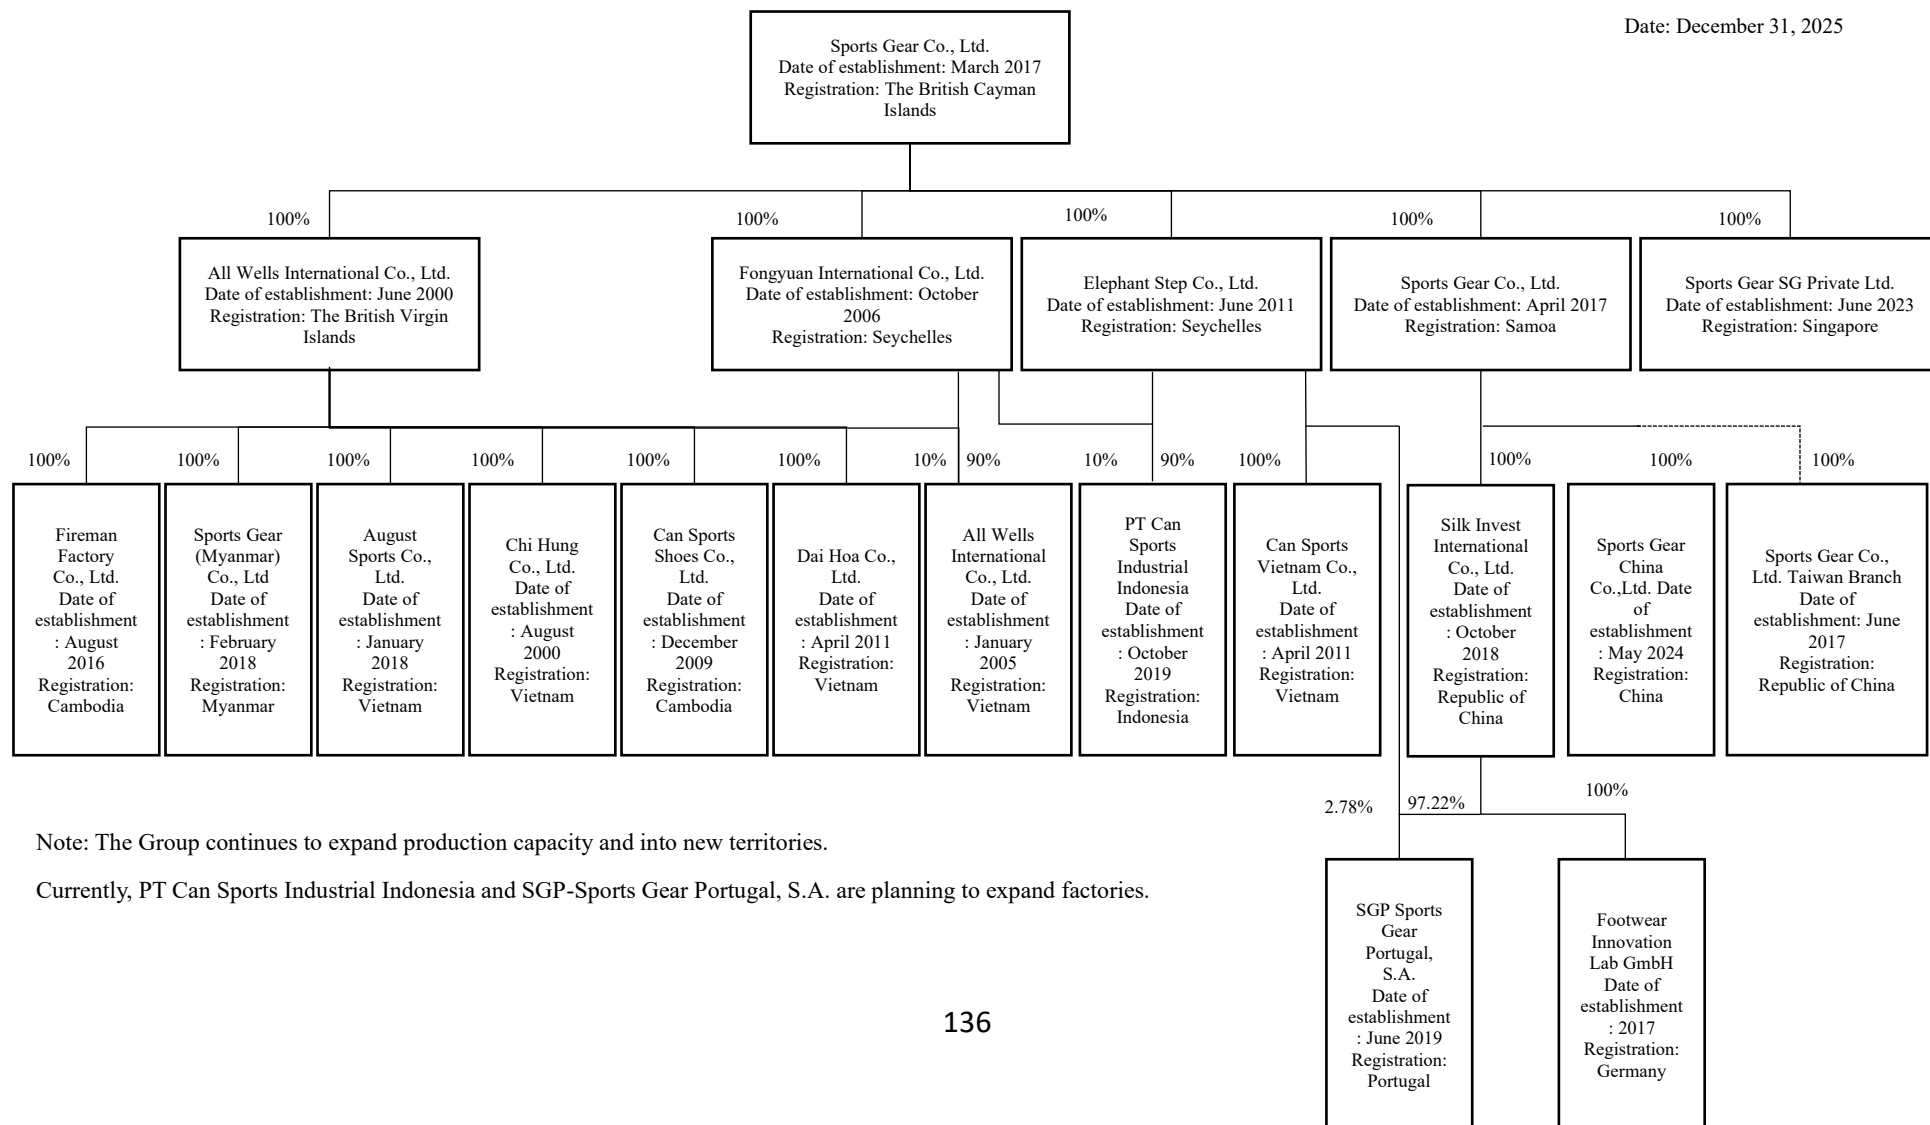 Date: December 31, 2025
Sports Gear Co., Ltd.
Date of establishment: March 2017
Registration: The British Cayman
Islands
100%
100%
100%
100%
100%
All Wells International Co., Ltd.
Date of establishment: June 2000
Registration: The British Virgin
Islands
Fongyuan International Co., Ltd.
Date of establishment: October
2006
Registration: Seychelles
Elephant Step Co., Ltd.
Date of establishment: June 2011
Registration: Seychelles
Sports Gear Co., Ltd.
Date of establishment: April 2017
Registration: Samoa
Sports Gear SG Private Ltd.
Date of establishment: June 2023
Registration: Singapore
100%
100%
100%
100%
100%
100%
10%
90%
10%
90%
100%
100%
100%
100%
Fireman
Factory
Co., Ltd.
Date of
establishment
: August
2016
Registration:
Cambodia
Sports Gear
(Myanmar)
Co., Ltd
Date of
establishment
: February
2018
Registration:
Myanmar
August
Sports Co.,
Ltd.
Date of
establishment
: January
2018
Registration:
Vietnam
Chi Hung
Co., Ltd.
Date of
establishment
: August
2000
Registration:
Vietnam
Can Sports
Shoes Co.,
Ltd.
Date of
establishment
: December
2009
Registration:
Cambodia
Dai Hoa Co.,
Ltd.
Date of
establishment
: April 2011
Registration:
Vietnam
All Wells
International
Co., Ltd.
Date of
establishment
: January
2005
Registration:
Vietnam
PT Can
Sports
Industrial
Indonesia
Date of
establishment
: October
2019
Registration:
Indonesia
Can Sports
Vietnam Co.,
Ltd.
Date of
establishment
: April 2011
Registration:
Vietnam
Silk Invest
International
Co., Ltd.
Date of
establishment
: October
2018
Registration:
Republic of
China
Sports Gear
China
Co.,Ltd. Date
of
establishment
: May 2024
Registration:
China
Sports Gear Co.,
Ltd. Taiwan Branch
Date of
establishment: June
2017
Registration:
Republic of China
2.78%
97.22%
100%
SGP Sports
Gear
Portugal,
S.A.
Date of
establishment
: June 2019
Registration:
Portugal
Footwear
Innovation
Lab GmbH
Date of
establishment
: 2017
Registration:
Germany
Note: The Group continues to expand production capacity and into new territories.
Currently, PT Can Sports Industrial Indonesia and SGP-Sports Gear Portugal, S.A. are planning to expand factories.
136